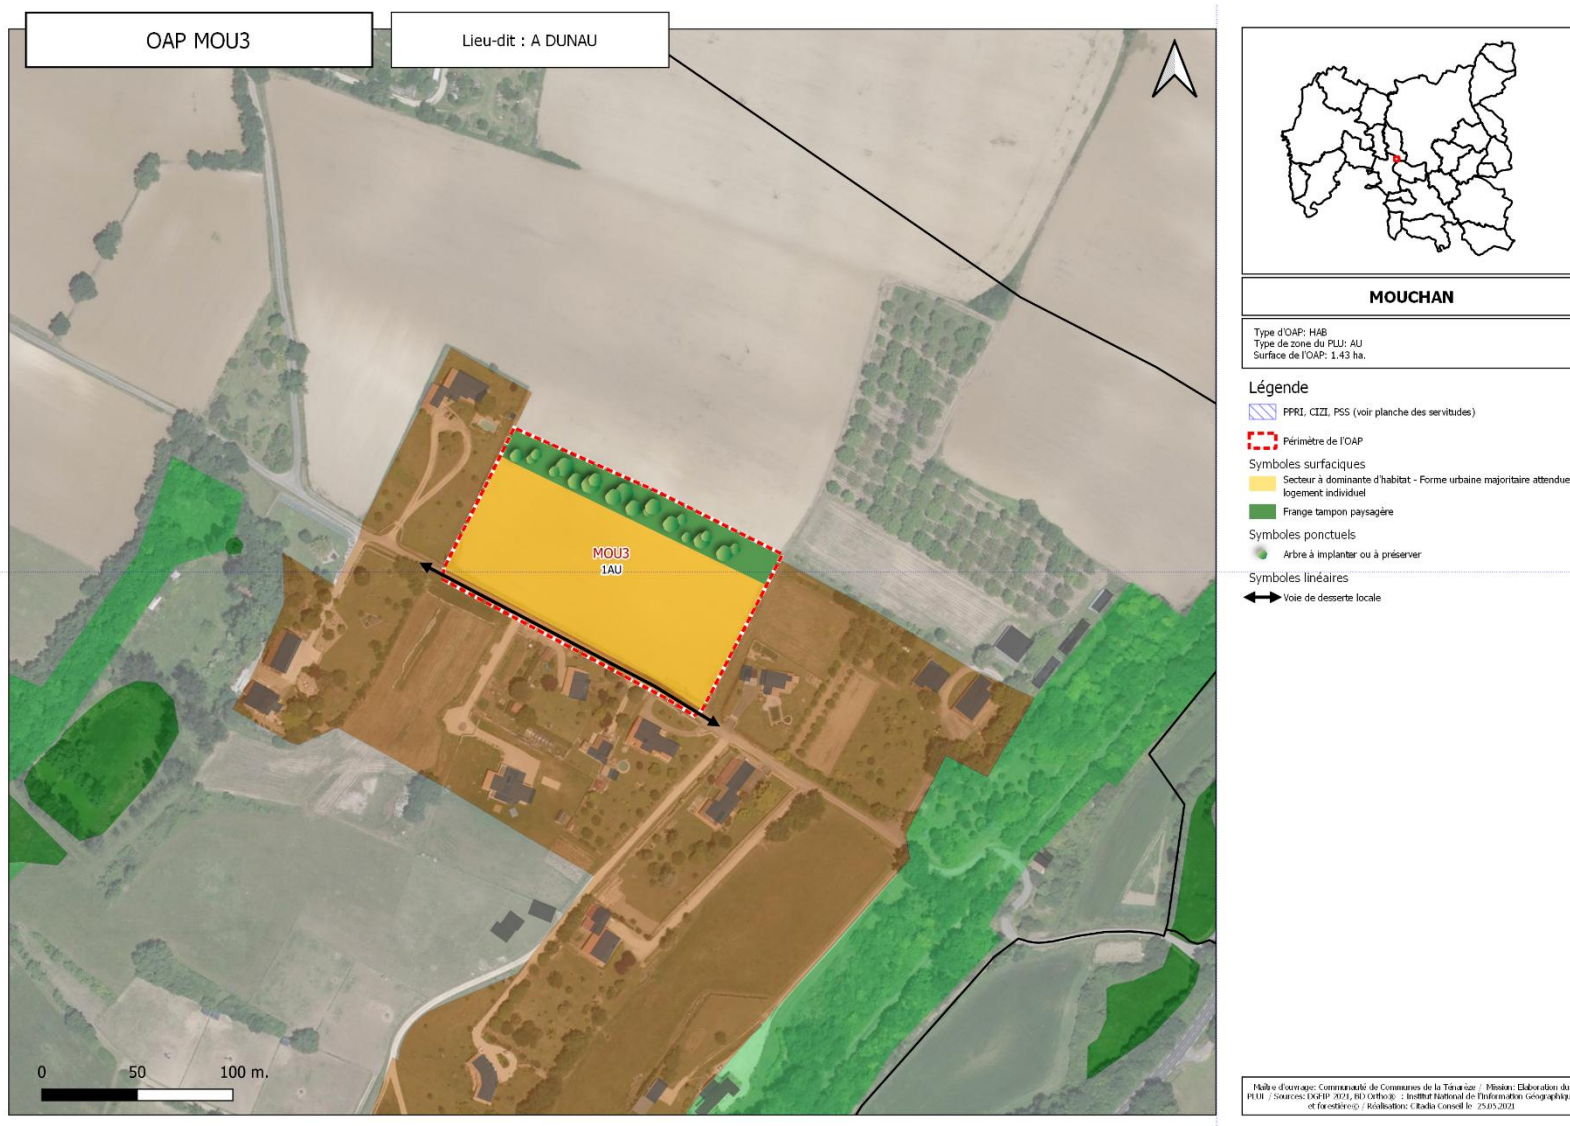 OAP MOU3
Lieu-dit : A DUNAU
MOU3
1AU
0 50 100 m.
MOUCHAN
Type d'OAP: HAB
Type de zone du PLU: AU
Surface de l'OAP: 1.43 ha.
Légende
PPRI, CIZI, PSS (voir planche des servitudes)
Périmètre de l'OAP
Symboles surfaciques
Secteur à dominante d'habitat - Forme urbaine majoritaire attendue
logement individuel
Frange tampon paysagère
Symboles ponctuels
Arbre à implanter ou à préserver
Symboles linéaires
Voie de desserte locale
Maître d'ouvrage: Communauté de Communes de la Ténarèze / Mission: Elaboration du
PLUI / Sources: DGFIP 2021, BD Ortho® : Institut National de l'Information Géographiqu
et forestière© / Réalisation: Citadia Conseil le 25.05.2021